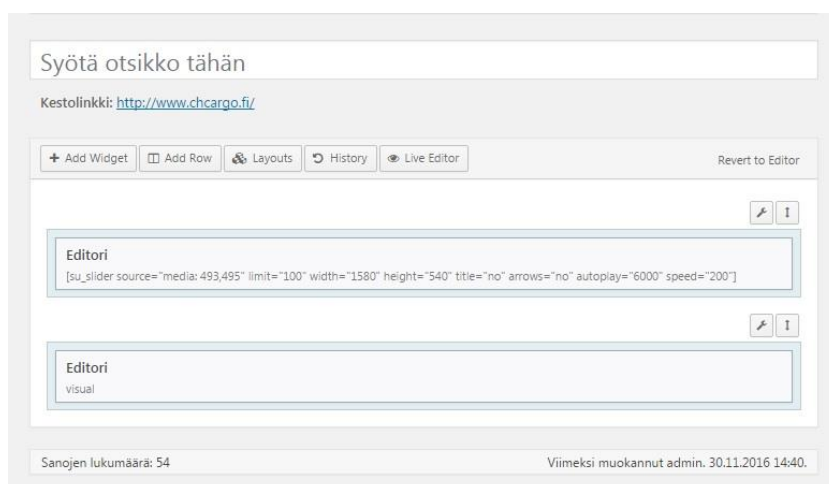 Syötä otsikko tähän
Kestolinkki: http://www.chcargo.fi/
Add Widget Add Row Layouts History Live Editor Revert to Editor
Editori
[su_slider source="media: 493,495" limit="100" width="1580" height="540" title="no" arrows="no" autoplay="6000" speed="200"]
Editori
visual
Sanojen lukumäärä: 54 Viimeksi muokannut admin. 30.11.2016 14:40.